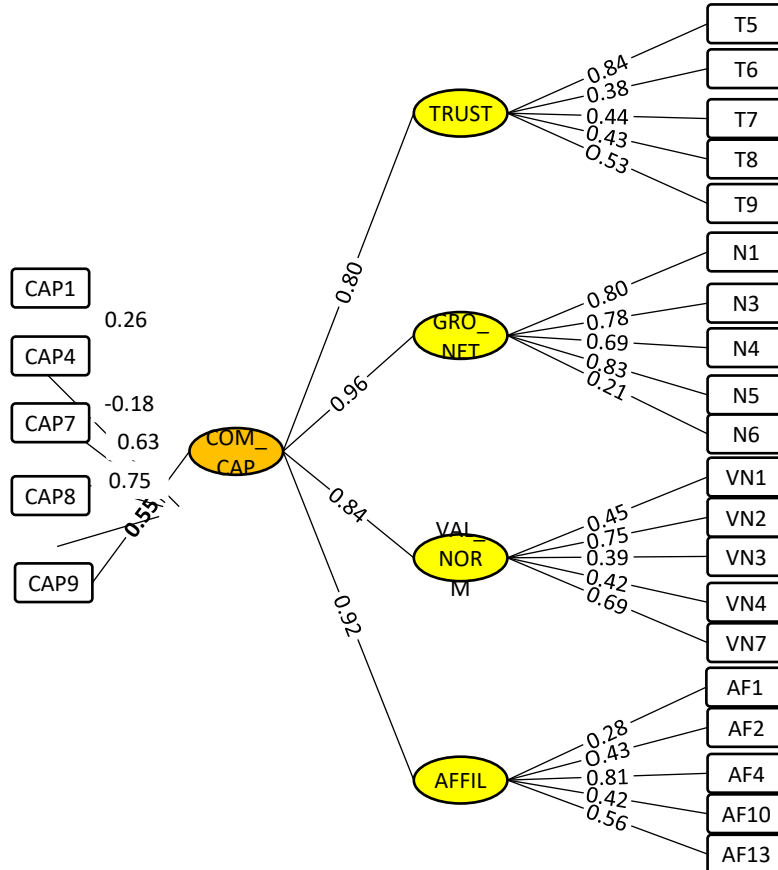 T5
0.84
T6
0.38
TRUST
0.44
T7
0.43
T8
O.53
T9
0.80
N1
0.80
CAP1
0.78
N3
0.26
GRO_
NET
0.69
N4
CAP4
0.83
N5
0.96
0.21
N6
-0.18
CAP7
0.63
COM_
CAP
VN1
0.45
0.75
CAP8
0.55
0.84
0.75
VN2
VAL_
NOR
M
0.39
VN3
CAP9
0.42
VN4
0.69
VN7
0.92
AF1
0.28
AF2
O.43
AFFIL
0.81
AF4
0.42
AF10
0.56
AF13